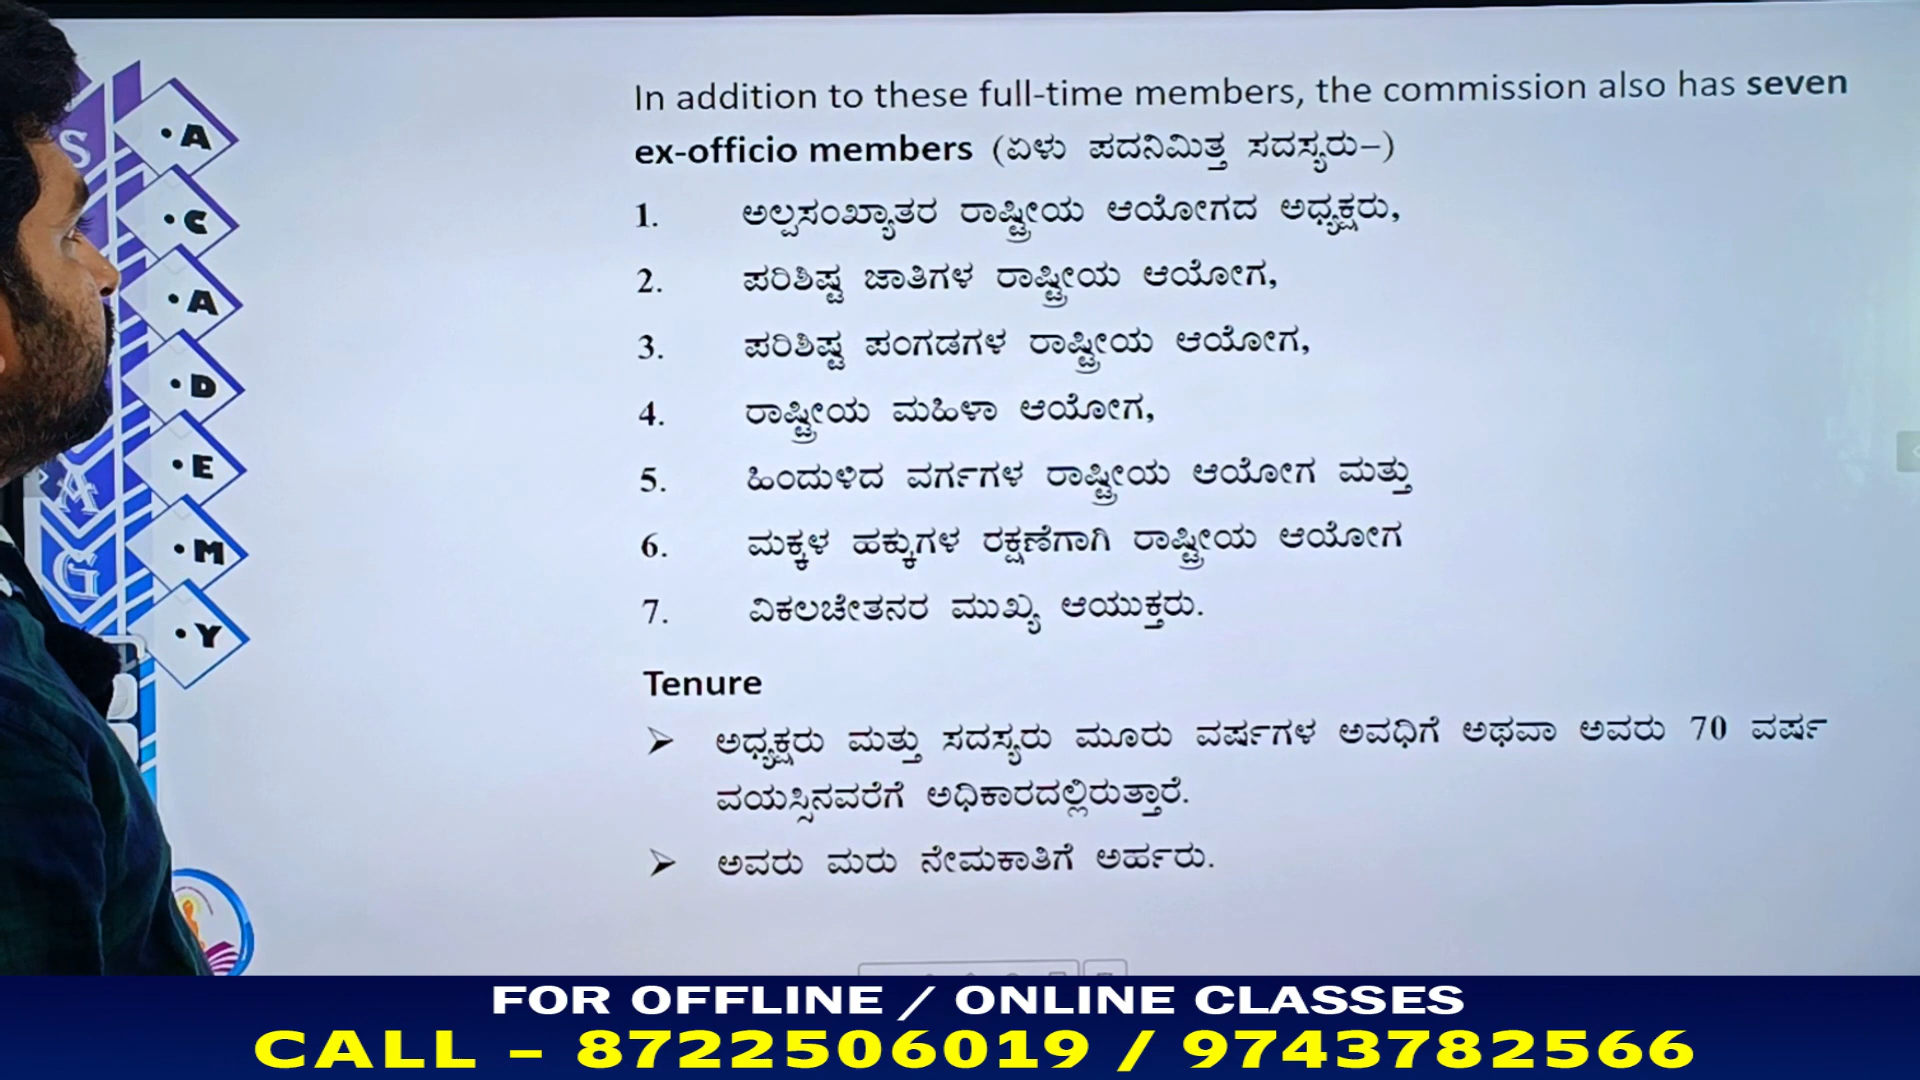 In addition to these full-time members, the commission also has seven
ex-officio members (ಏಳು ಪದನಿಮಿತ್ತ ಸದಸ್ಯರು-)
1. ಅಲ್ಪಸಂಖ್ಯಾತರ ರಾಷ್ಟ್ರೀಯ ಆಯೋಗದ ಅಧ್ಯಕ್ಷರು,
2. ಪರಿಶಿಷ್ಟ ಜಾತಿಗಳ ರಾಷ್ಟ್ರೀಯ ಆಯೋಗ,
3. ಪರಿಶಿಷ್ಟ ಪಂಗಡಗಳ ರಾಷ್ಟ್ರೀಯ ಆಯೋಗ,
4. ರಾಷ್ಟ್ರೀಯ ಮಹಿಳಾ ಆಯೋಗ,
5. ಹಿಂದುಳಿದ ವರ್ಗಗಳ ರಾಷ್ಟ್ರೀಯ ಆಯೋಗ ಮತ್ತು
6. ಮಕ್ಕಳ ಹಕ್ಕುಗಳ ರಕ್ಷಣೆಗಾಗಿ ರಾಷ್ಟ್ರೀಯ ಆಯೋಗ
7. ವಿಕಲಚೇತನರ ಮುಖ್ಯ ಆಯುಕ್ತರು.
Tenure
➢ ಅಧ್ಯಕ್ಷರು ಮತ್ತು ಸದಸ್ಯರು ಮೂರು ವರ್ಷಗಳ ಅವಧಿಗೆ ಅಥವಾ ಅವರು 70 ವರ್ಷ
ವಯಸ್ಸಿನವರೆಗೆ ಅಧಿಕಾರದಲ್ಲಿರುತ್ತಾರೆ.
➢ ಅವರು ಮರು ನೇಮಕಾತಿಗೆ ಅರ್ಹರು.
• A
• C
• A
• D
• E
• M
• Y
S
A
G
FOR OFFLINE / ONLINE CLASSES
CALL - 8722506019 / 9743782566